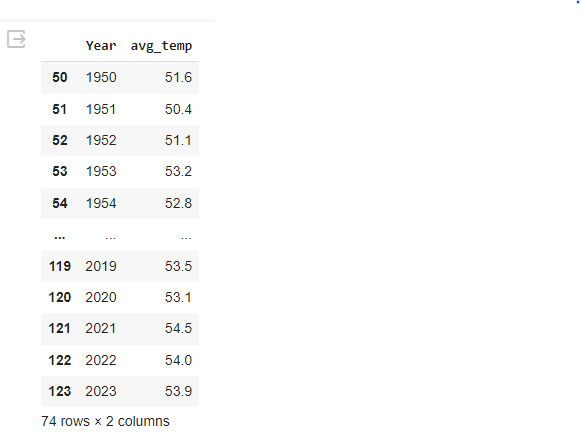 Year avg_temp
50 1950 51.6
51 1951 50.4
52 1952 51.1
53 1953 53.2
54 1954 52.8
... ... ...
119 2019 53.5
120 2020 53.1
121 2021 54.5
122 2022 54.0
123 2023 53.9
74 rows × 2 columns